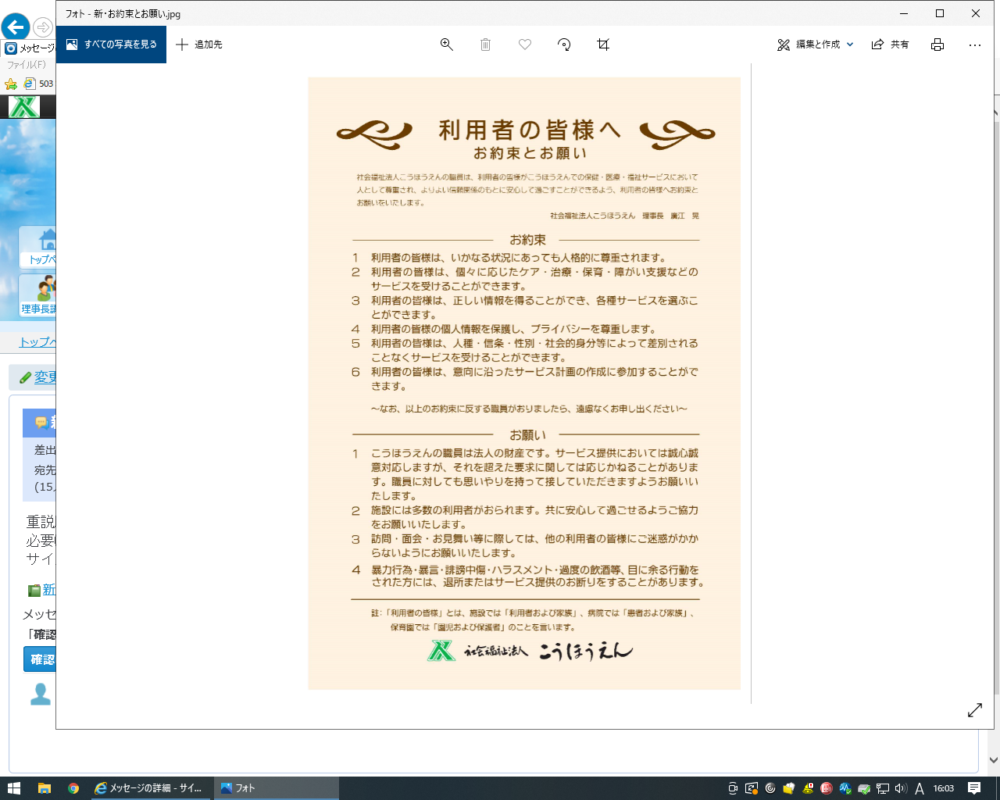 フォト - 新・お約束とお願い.jpg
すべての写真を見る
追加先
編集と作成
共有
メッセージ
ファイル(F)
503
トップペ
理事長
トップペ
変更
差出
宛先
(15
重説
必要
サイ
新
メッセ
「確認
確認
利用者の皆様へ
お約束とお願い
社会福祉法人こうほうえんの職員は、利用者の皆様がこうほうえんでの保健・医療・福祉サービスにおいて
人として尊重され、よりよい信頼関係のもとに安心して過ごすことができるよう、利用者の皆様へお約束と
お願いをいたします。
社会福祉法人こうほうえん 理事長 廣江 晃
お約束
1 利用者の皆様は、いかなる状況にあっても人格的に尊重されます。
2 利用者の皆様は、個々に応じたケア・治療・保育・障がい支援などの
サービスを受けることができます。
3 利用者の皆様は、正しい情報を得ることができ、各種サービスを選ぶこ
とができます。
4 利用者の皆様の個人情報を保護し、プライバシーを尊重します。
5 利用者の皆様は、人種・信条・性別・社会的身分等によって差別される
ことなくサービスを受けることができます。
6 利用者の皆様は、意向に沿ったサービス計画の作成に参加することがで
きます。
～なお、以上のお約束に反する職員がおりましたら、遠慮なくお申し出ください～
お願い
1 こうほうえんの職員は法人の財産です。サービス提供においては誠心誠
意対応しますが、それを超えた要求に関しては応じかねることがありま
す。職員に対しても思いやりを持って接していただきますようお願いい
たします。
2 施設には多数の利用者がおられます。共に安心して過ごせるようご協力
をお願いいたします。
3 訪問・面会・お見舞い等に際しては、他の利用者の皆様にご迷惑がかか
らないようにお願いいたします。
4 暴力行為・暴言・誹謗中傷・ハラスメント・過度の飲酒等、目に余る行動を
された方には、退所またはサービス提供のお断りをすることがあります。
註：「利用者の皆様」とは、施設では「利用者および家族」、病院では「患者および家族」、
保育園では「園児および保護者」のことを言います。
社会福祉法人 こうほうえん
メッセージの詳細 - サイ...
フォト
A
16:03